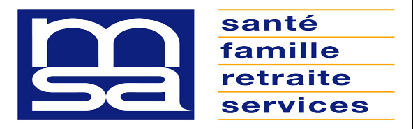 msa
santé
famille
retraite
services